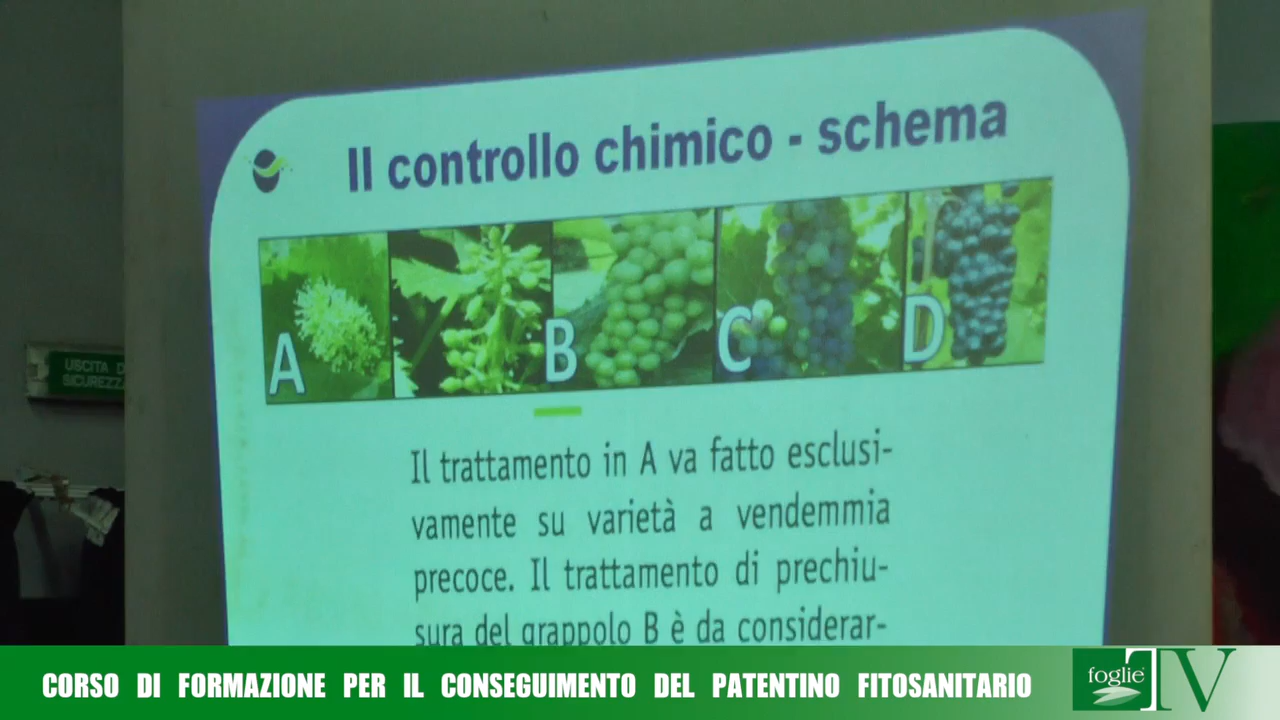 Il controllo chimico - schema
A
B
C
D
USCITA D
SICUREZZA
Il trattamento in A va fatto esclusi-
vamente su varietà a vendemmia
precoce. Il trattamento di prechiu-
sura del grappolo B è da considerar-
CORSO DI FORMAZIONE PER IL CONSEGUIMENTO DEL PATENTINO FITOSANITARIO
foglie TV